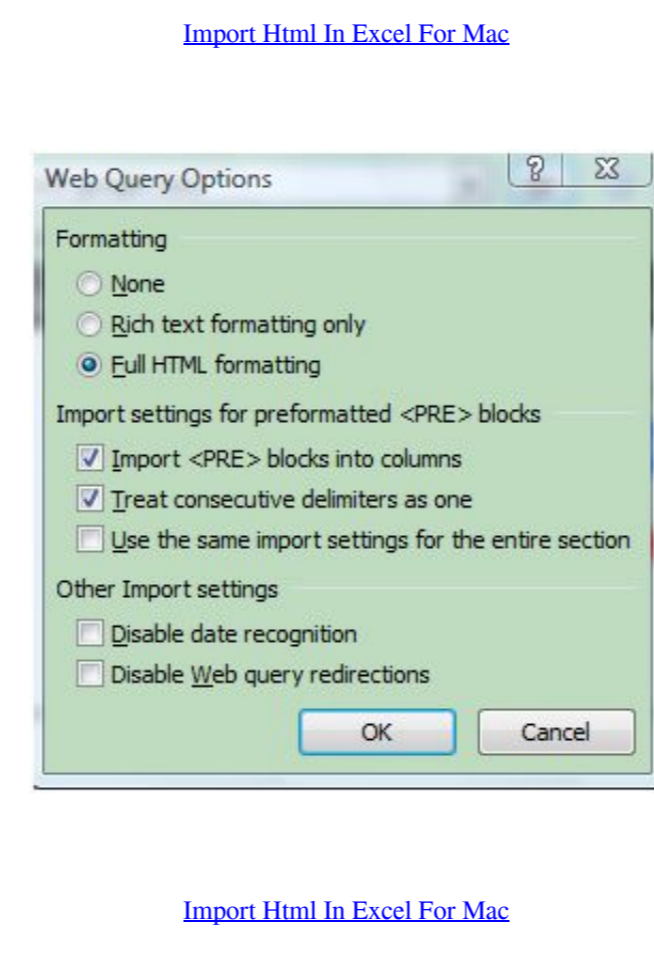 Import Html In Excel For Mac
Web Query Options
Formatting
None
Rich text formatting only
Full HTML formatting
Import settings for preformatted <PRE> blocks
Import <PRE> blocks into columns
Treat consecutive delimiters as one
Use the same import settings for the entire section
Other Import settings
Disable date recognition
Disable Web query redirections
OK Cancel
Import Html In Excel For Mac